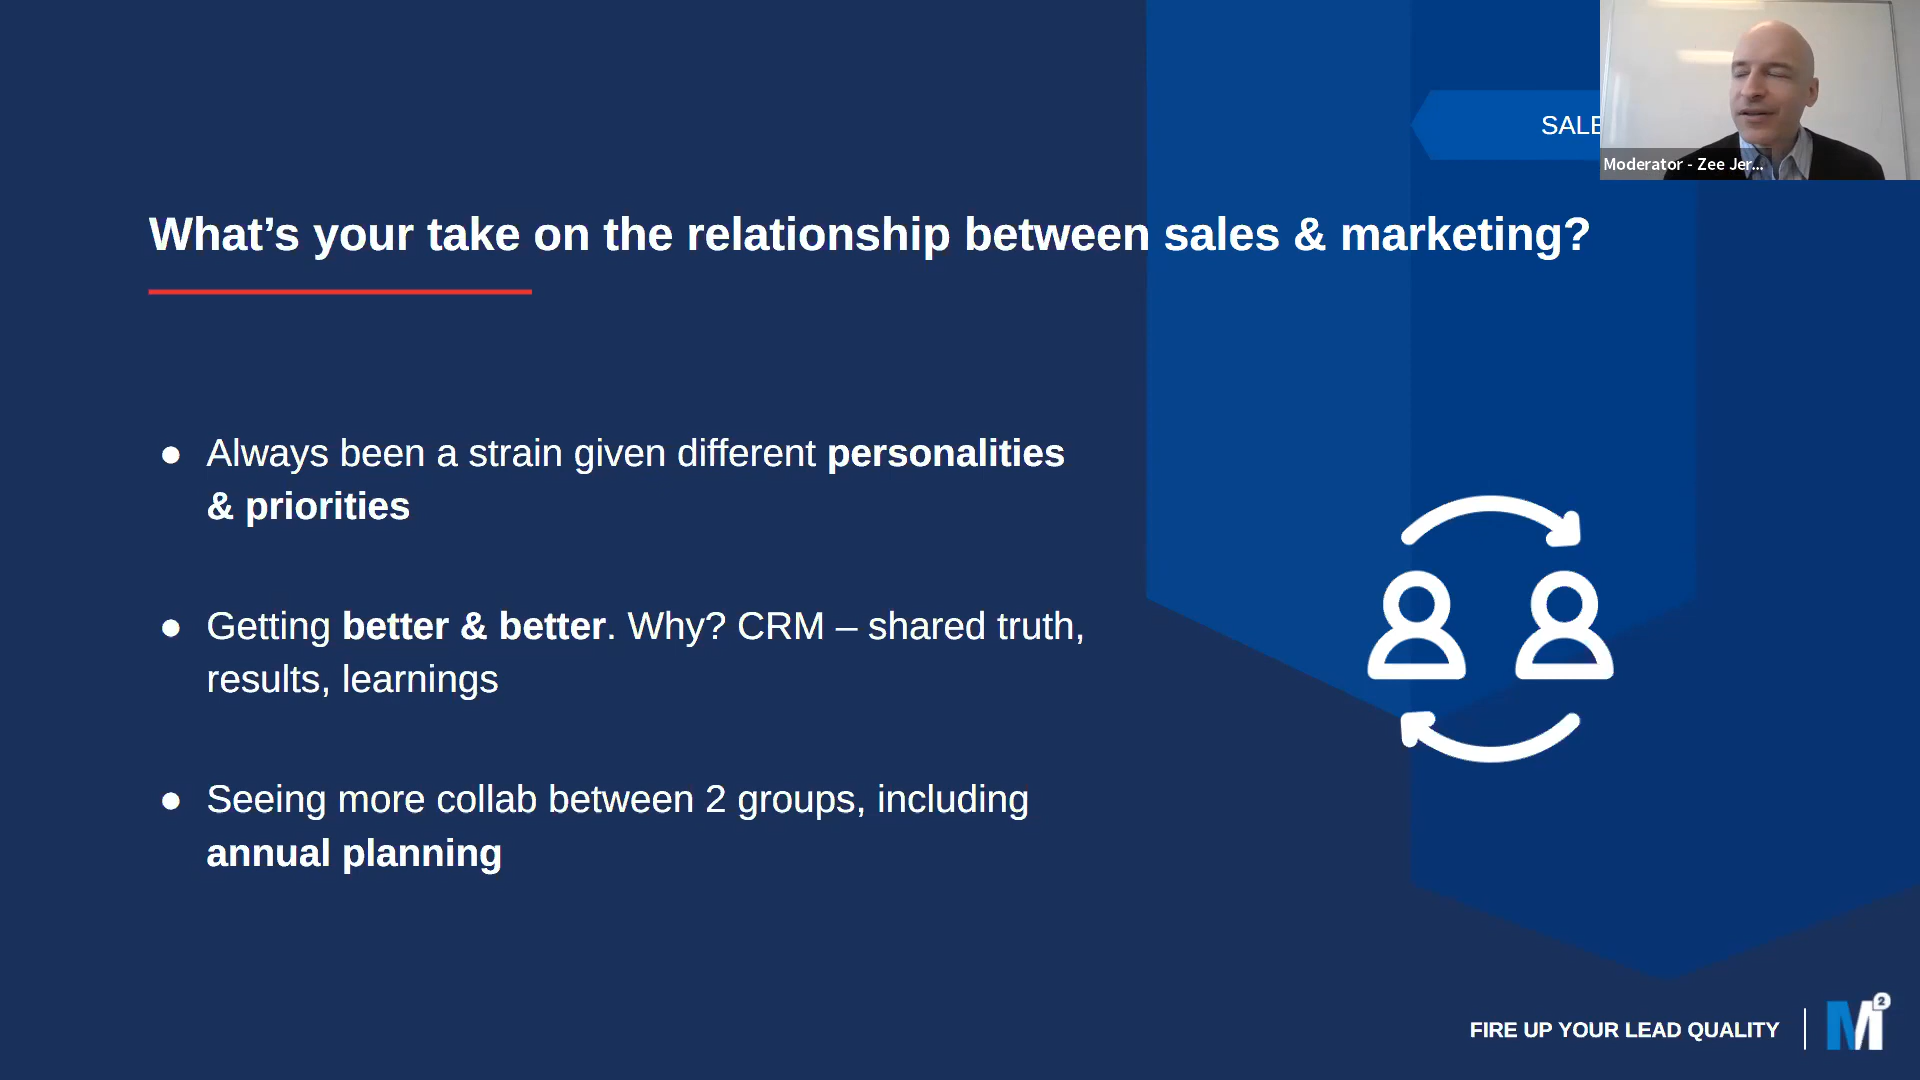 SALE
Moderator - Zee Jer...
What’s your take on the relationship between sales & marketing?
● Always been a strain given different personalities
& priorities
● Getting better & better. Why? CRM – shared truth,
results, learnings
● Seeing more collab between 2 groups, including
annual planning
FIRE UP YOUR LEAD QUALITY
M2